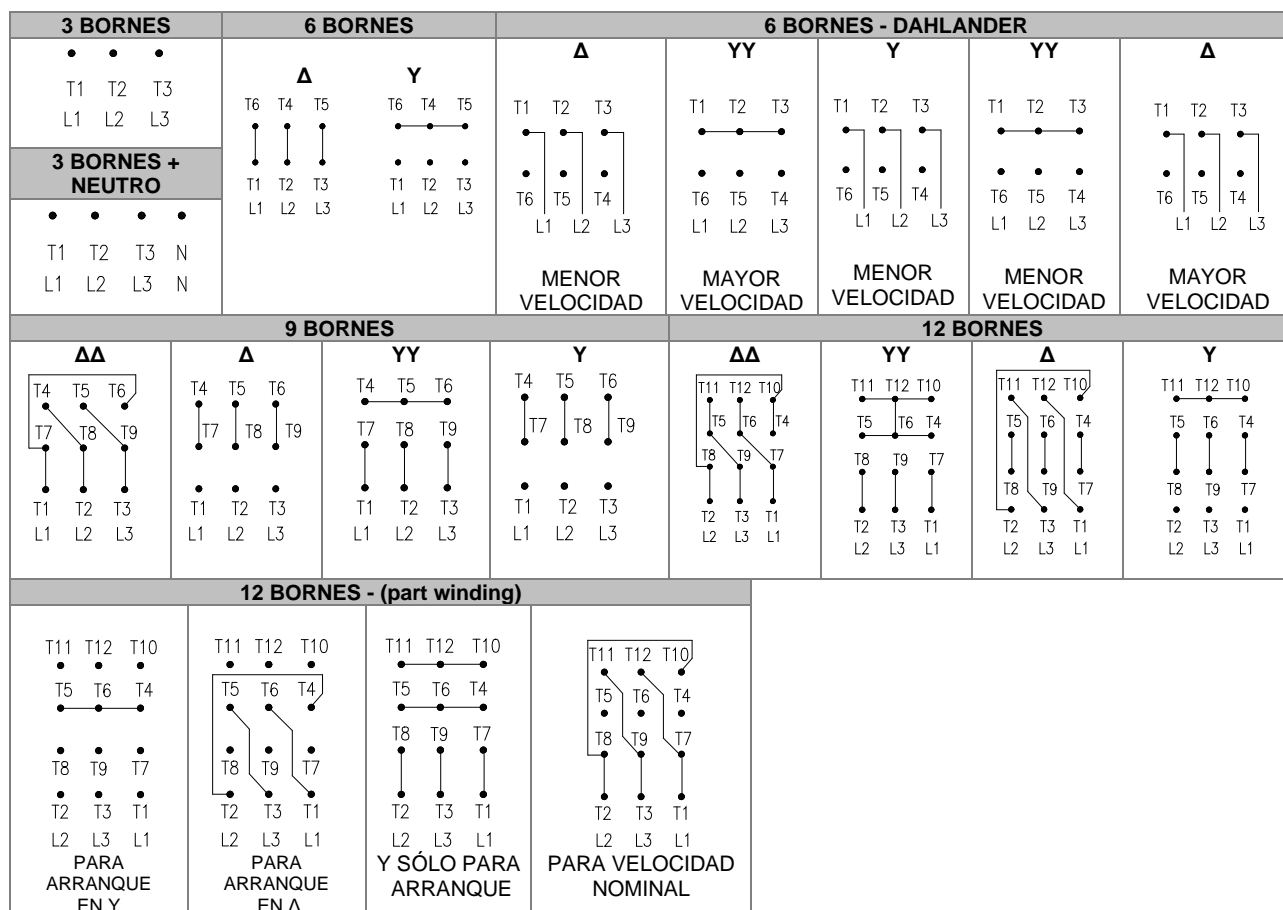 3 BORNES
6 BORNES
6 BORNES - DAHLANDER
T1 T2 T3
L1 L2 L3
3 BORNES +
NEUTRO
T1 T2 T3 N
L1 L2 L3 N
Δ
T6 T4 T5
T1 T2 T3
L1 L2 L3
Y
T6 T4 T5
T1 T2 T3
L1 L2 L3
Δ
T1 T2 T3
T6 T5 T4
L1 L2 L3
MENOR
VELOCIDAD
YY
T1 T2 T3
T6 T5 T4
L1 L2 L3
MAYOR
VELOCIDAD
Y
T1 T2 T3
T6 T5 T4
L1 L2 L3
MENOR
VELOCIDAD
YY
T1 T2 T3
T6 T5 T4
L1 L2 L3
MENOR
VELOCIDAD
Δ
T1 T2 T3
T6 T5 T4
L1 L2 L3
MAYOR
VELOCIDAD
9 BORNES
12 BORNES
ΔΔ
T4 T5 T6
T7 T8 T9
T1 T2 T3
L1 L2 L3
Δ
T4 T5 T6
T7 T8 T9
T1 T2 T3
L1 L2 L3
YY
T4 T5 T6
T7 T8 T9
T1 T2 T3
L1 L2 L3
Y
T4 T5 T6
T7 T8 T9
T1 T2 T3
L1 L2 L3
ΔΔ
T11 T12 T10
T5 T6 T4
T8 T9 T7
T2 T3 T1
L2 L3 L1
YY
T11 T12 T10
T5 T6 T4
T8 T9 T7
T2 T3 T1
L2 L3 L1
Δ
T11 T12 T10
T5 T6 T4
T8 T9 T7
T2 T3 T1
L2 L3 L1
Y
T11 T12 T10
T5 T6 T4
T8 T9 T7
T2 T3 T1
L2 L3 L1
12 BORNES - (part winding)
T11 T12 T10
T5 T6 T4
T8 T9 T7
T2 T3 T1
L2 L3 L1
PARA
ARRANQUE
EN Y
T11 T12 T10
T5 T6 T4
T8 T9 T7
T2 T3 T1
L2 L3 L1
PARA
ARRANQUE
EN Δ
T11 T12 T10
T5 T6 T4
T8 T9 T7
T2 T3 T1
L2 L3 L1
Y SÓLO PARA
ARRANQUE
T11 T12 T10
T5 T6 T4
T8 T9 T7
T2 T3 T1
L2 L3 L1
PARA VELOCIDAD
NOMINAL